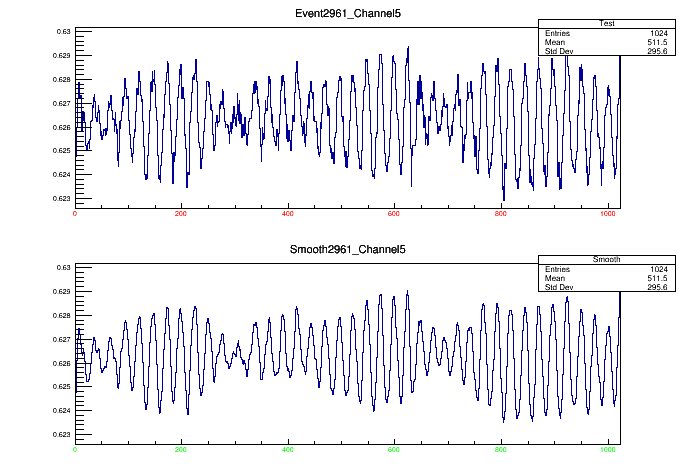 Event2961_Channel5
Test
Entries 1024
Mean 511.5
Std Dev 295.6
0.63
0.629
0.628
0.627
0.626
0.625
0.624
0.623
0 200 400 600 800 1000
Smooth2961_Channel5
Smooth
Entries 1024
Mean 511.5
Std Dev 295.6
0.63
0.629
0.628
0.627
0.626
0.625
0.624
0.623
0 200 400 600 800 1000